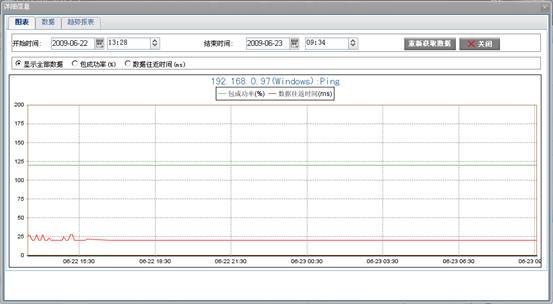 详细信息
图表 数据 趋势报表
开始时间: 2009-06-22 13:28 结束时间: 2009-06-23 09:34 重新获取数据 关闭
显示全部数据 包成功率(%) 数据往返时间(ms)
192.168.0.97(Windows):Ping
包成功率(%) 数据往返时间(ms)
200
175
150
125
100
75
50
25
0
06-22 15:30 06-22 18:30 06-22 21:30 06-23 00:30 06-23 03:30 06-23 06:30 06-23 09